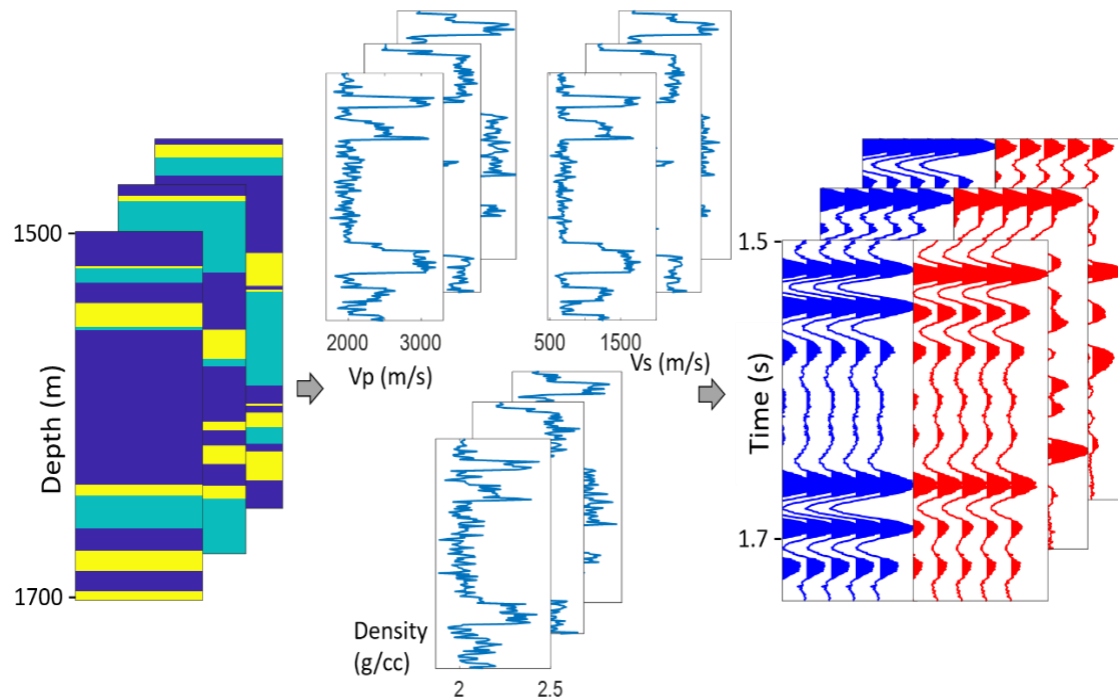 1500
1700
Depth (m)
2000 3000
Vp (m/s)
500 1500
Vs (m/s)
Density
(g/cc)
2 2.5
1.5
1.7
Time (s)